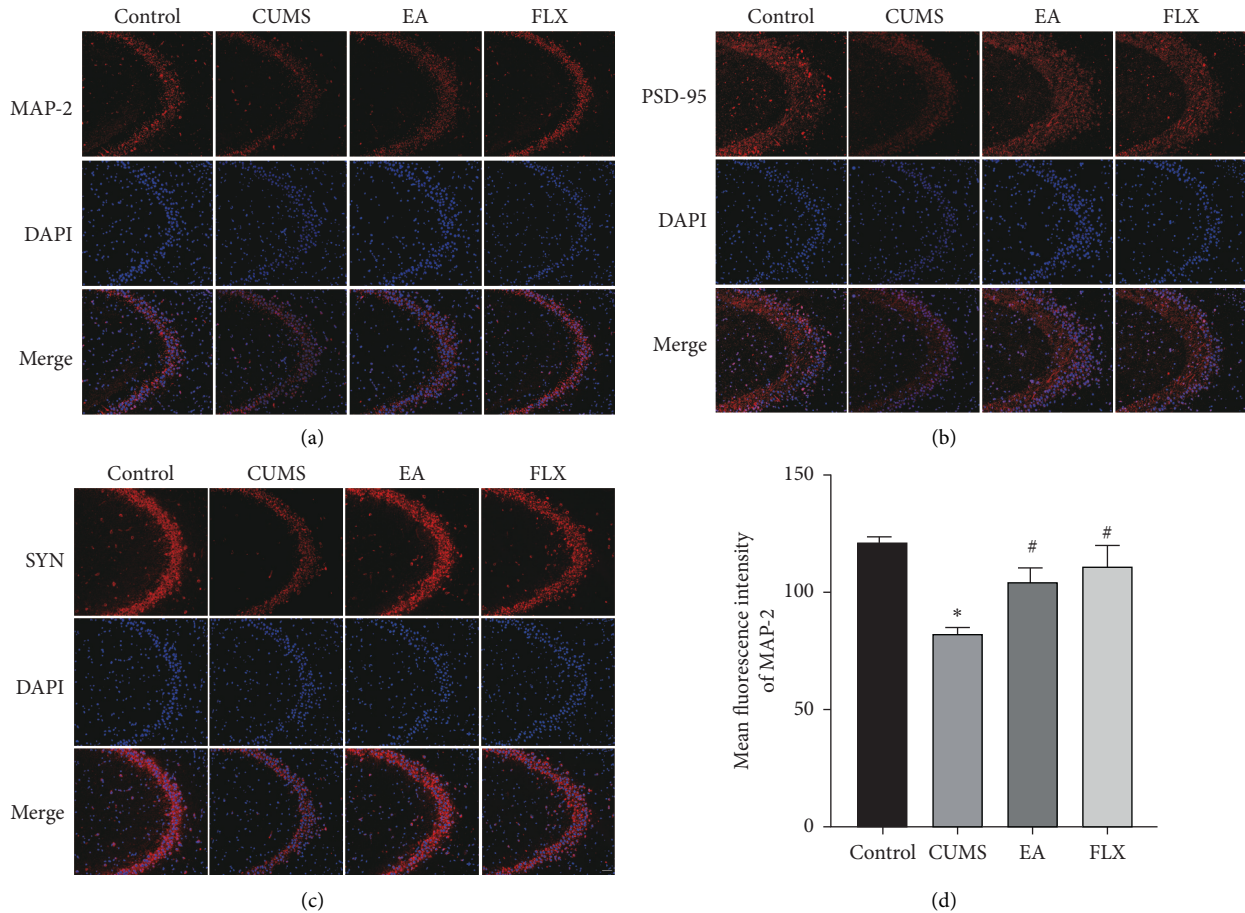 Control CUMS EA FLX
MAP-2
DAPI
Merge
(a)
Control CUMS EA FLX
PSD-95
DAPI
Merge
(b)
Control CUMS EA FLX
SYN
DAPI
Merge
(c)
150
100
50
0
Mean fluorescence intensity
of MAP-2
*
#
#
Control CUMS EA FLX
(d)